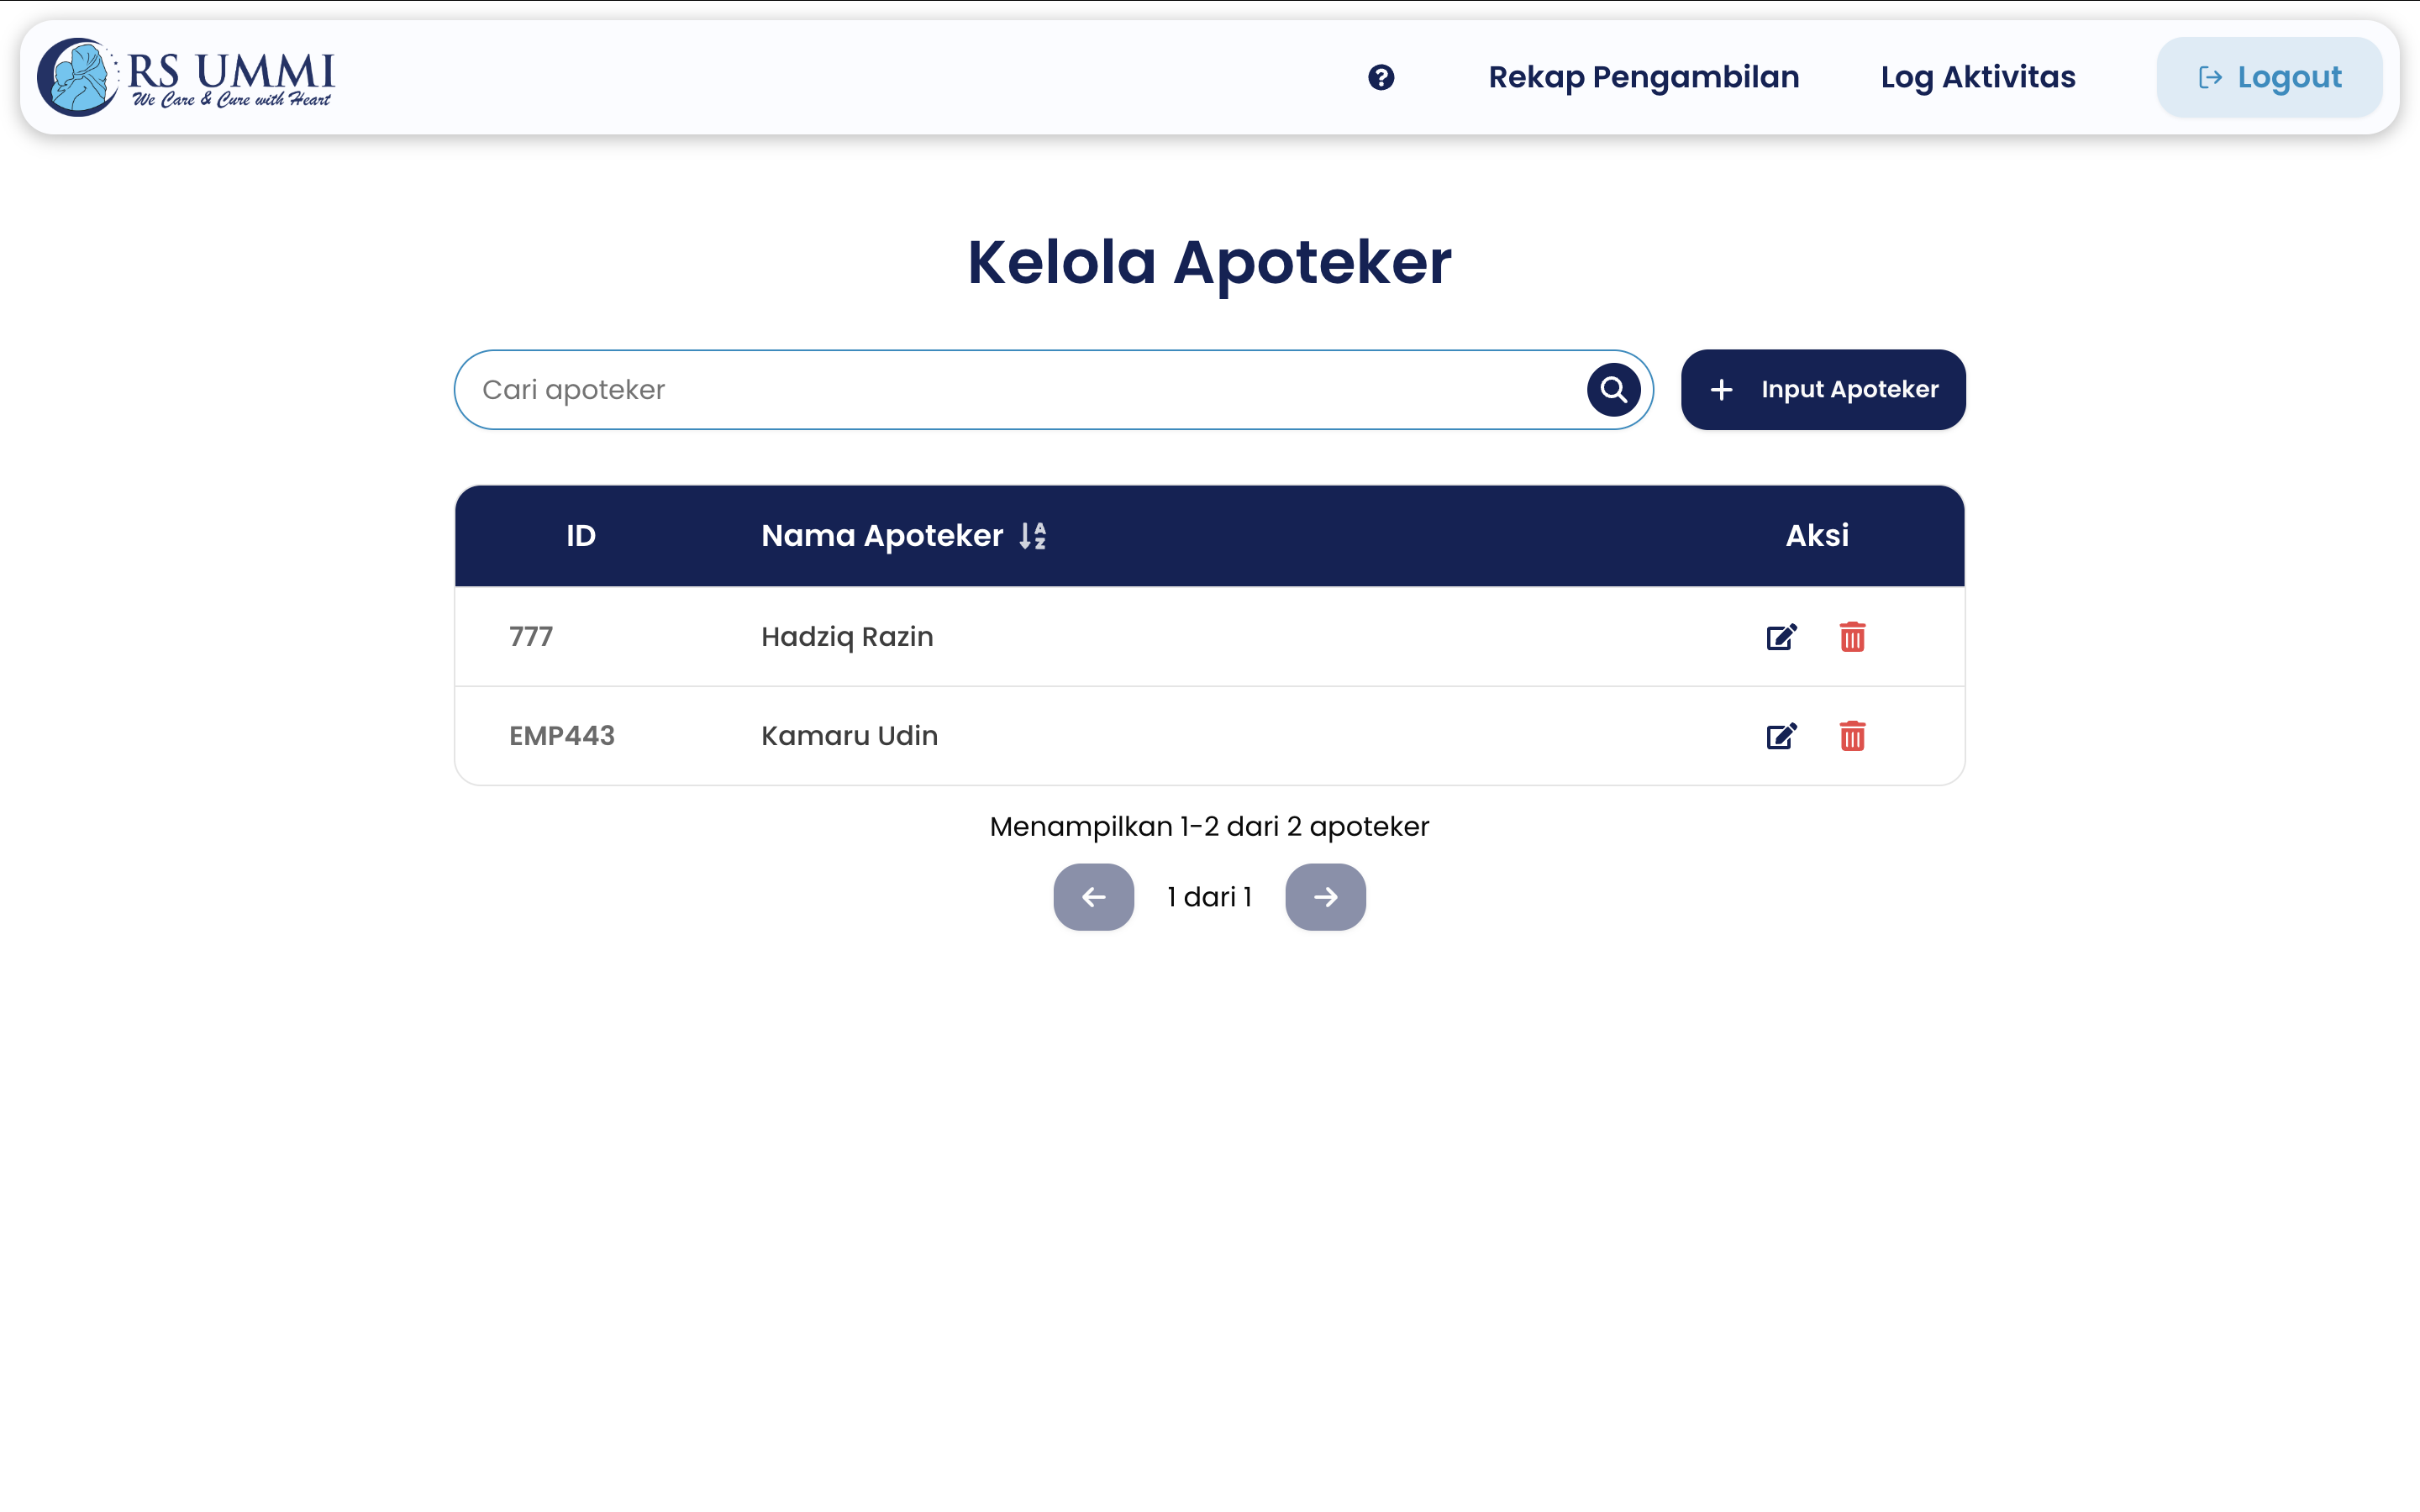 RS UMMI
We Care & Cure with Heart
Rekap Pengambilan
Log Aktivitas
Logout
Kelola Apoteker
Cari apoteker
Input Apoteker
ID Nama Apoteker Aksi
777 Hadziq Razin
EMP443 Kamaru Udin
Menampilkan 1-2 dari 2 apoteker
1 dari 1